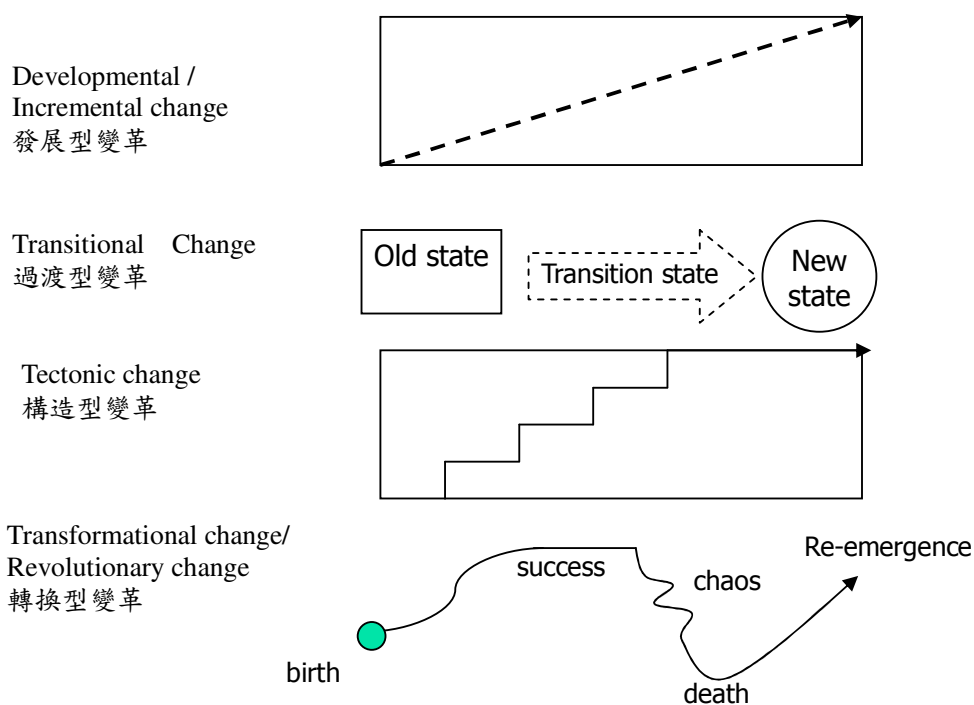 Developmental /
Incremental change
發展型變革
Transitional Change
過渡型變革
Old state
Transition state
New
state
Tectonic change
構造型變革
Transformational change/
Revolutionary change
轉換型變革
birth
success
chaos
death
Re-emergence